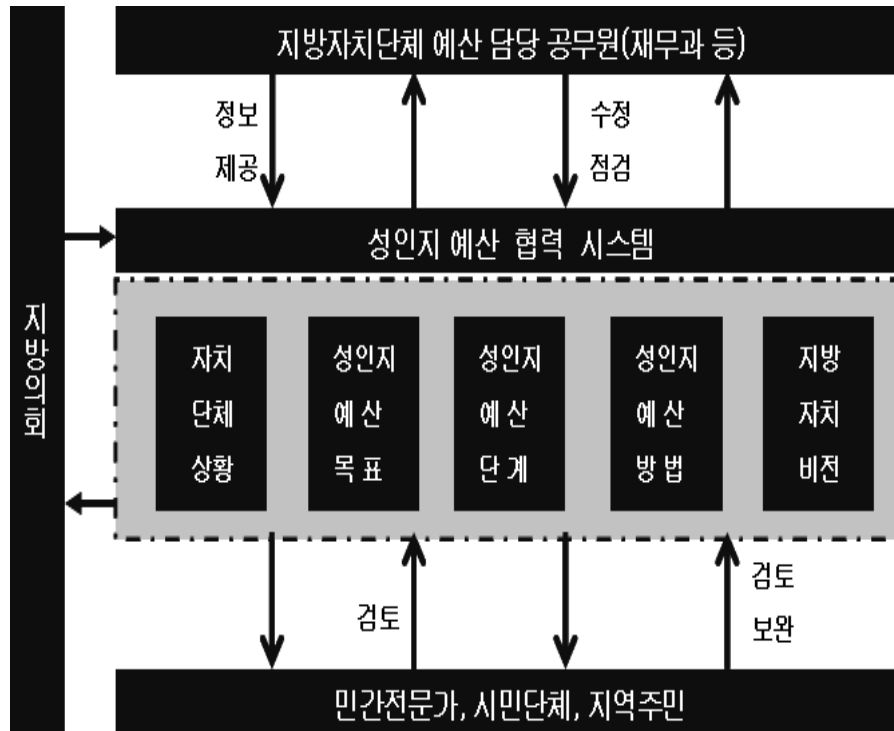 지방자치단체 예산 담당 공무원(재무과 등)
정보
제공
수정
점검
성인지 예산 협력 시스템
지방의회
자치
단체
상황
성인지
예 산
목 표
성인지
예 산
단 계
성인지
예 산
방 법
지방
자치
비전
검토
검토
보완
민간전문가, 시민단체, 지역주민